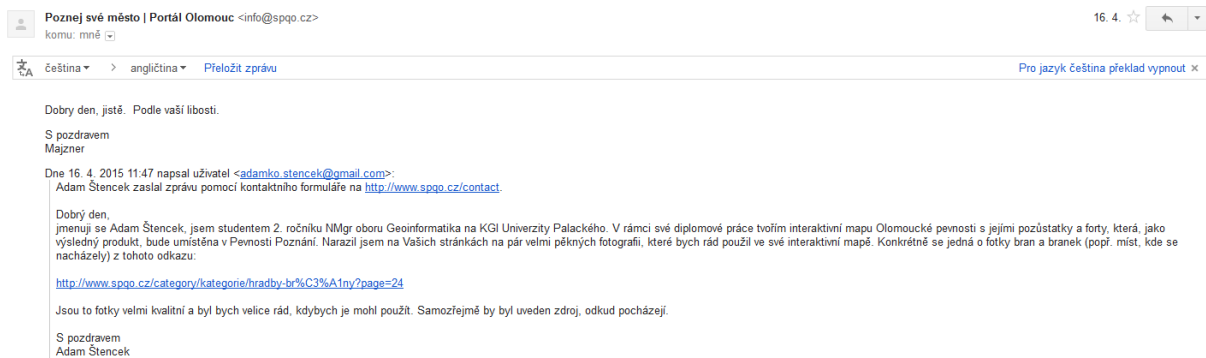 Poznej své město | Portál Olomouc <info@spqo.cz>
16. 4.
komu: mně
čeština > angličtina Přeložit zprávu
Pro jazyk čeština překlad vypnout ×
Dobry den, jistě. Podle vaší libosti.
S pozdravem
Majzner
Dne 16. 4. 2015 11:47 napsal uživatel <adamko.stencek@gmail.com>:
Adam Štencek zaslal zprávu pomocí kontaktního formuláře na http://www.spqo.cz/contact.
Dobrý den,
jmenuji se Adam Štencek, jsem studentem 2. ročníku NMgr oboru Geoinformatika na KGI Univerzity Palackého. V rámci své diplomové práce tvořím interaktivní mapu Olomoucké pevnosti s jejími pozůstatky a forty, která, jako
výsledný produkt, bude umístěna v Pevnosti Poznání. Narazil jsem na Vašich stránkách na pár velmi pěkných fotografii, které bych rád použil ve své interaktivní mapě. Konkrétně se jedná o fotky bran a branek (popř. míst, kde se
nacházely) z tohoto odkazu:
http://www.spqo.cz/category/kategorie/hradby-br%C3%A1ny?page=24
Jsou to fotky velmi kvalitní a byl bych velice rád, kdybych je mohl použít. Samozřejmě by byl uveden zdroj, odkud pocházejí.
S pozdravem
Adam Štencek